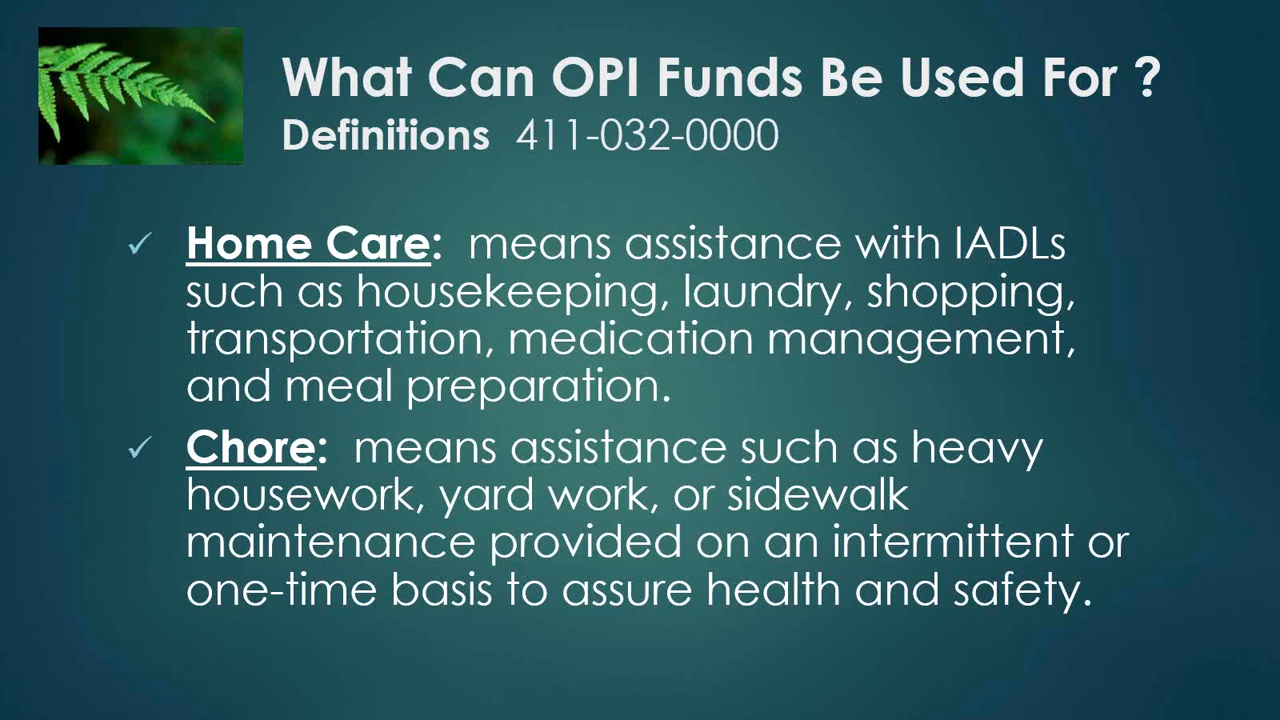 What Can OPI Funds Be Used For ?
Definitions 411-032-0000
✓ Home Care: means assistance with IADLs
such as housekeeping, laundry, shopping,
transportation, medication management,
and meal preparation.
✓ Chore: means assistance such as heavy
housework, yard work, or sidewalk
maintenance provided on an intermittent or
one-time basis to assure health and safety.